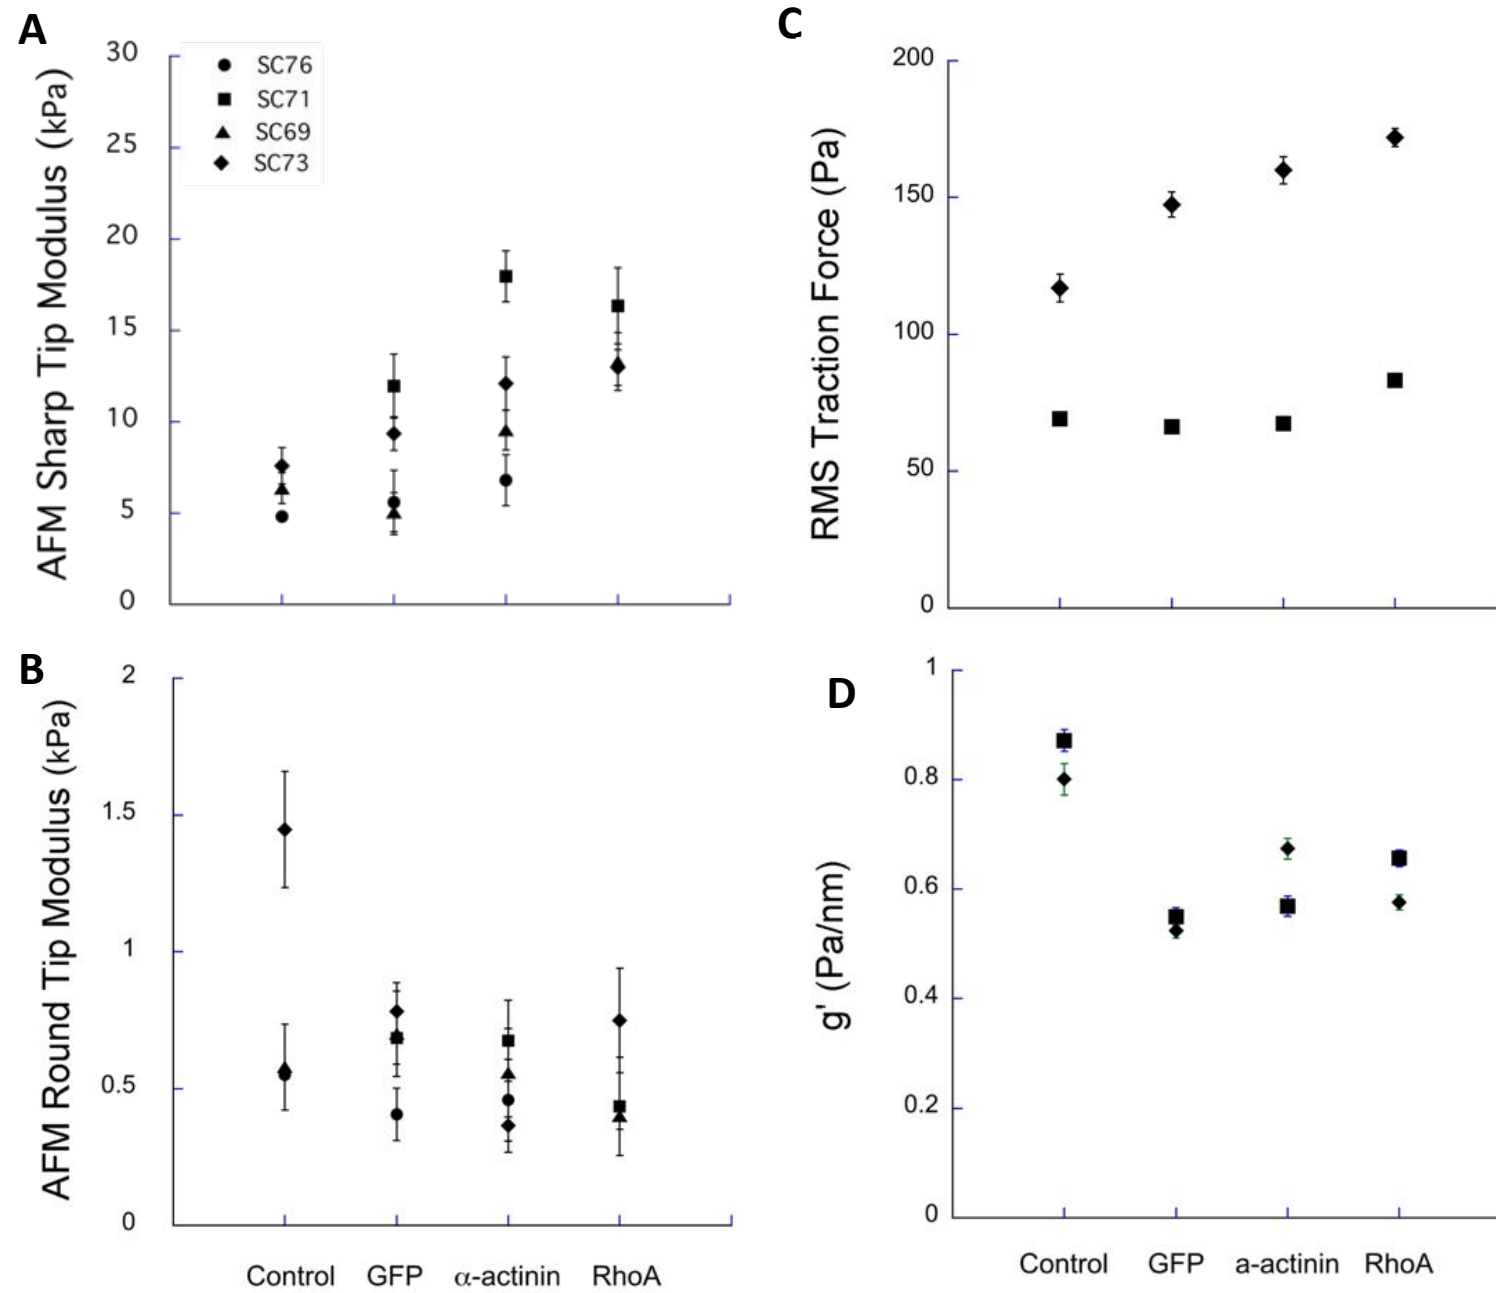 A
AFM Sharp Tip Modulus (kPa)
30
25
20
15
10
5
0
SC76
SC71
SC69
SC73
B
AFM Round Tip Modulus (kPa)
2
1.5
1
0.5
0
Control GFP α-actinin RhoA
C
RMS Traction Force (Pa)
200
150
100
50
0
D
g' (Pa/nm)
1
0.8
0.6
0.4
0.2
0
Control GFP a-actinin RhoA